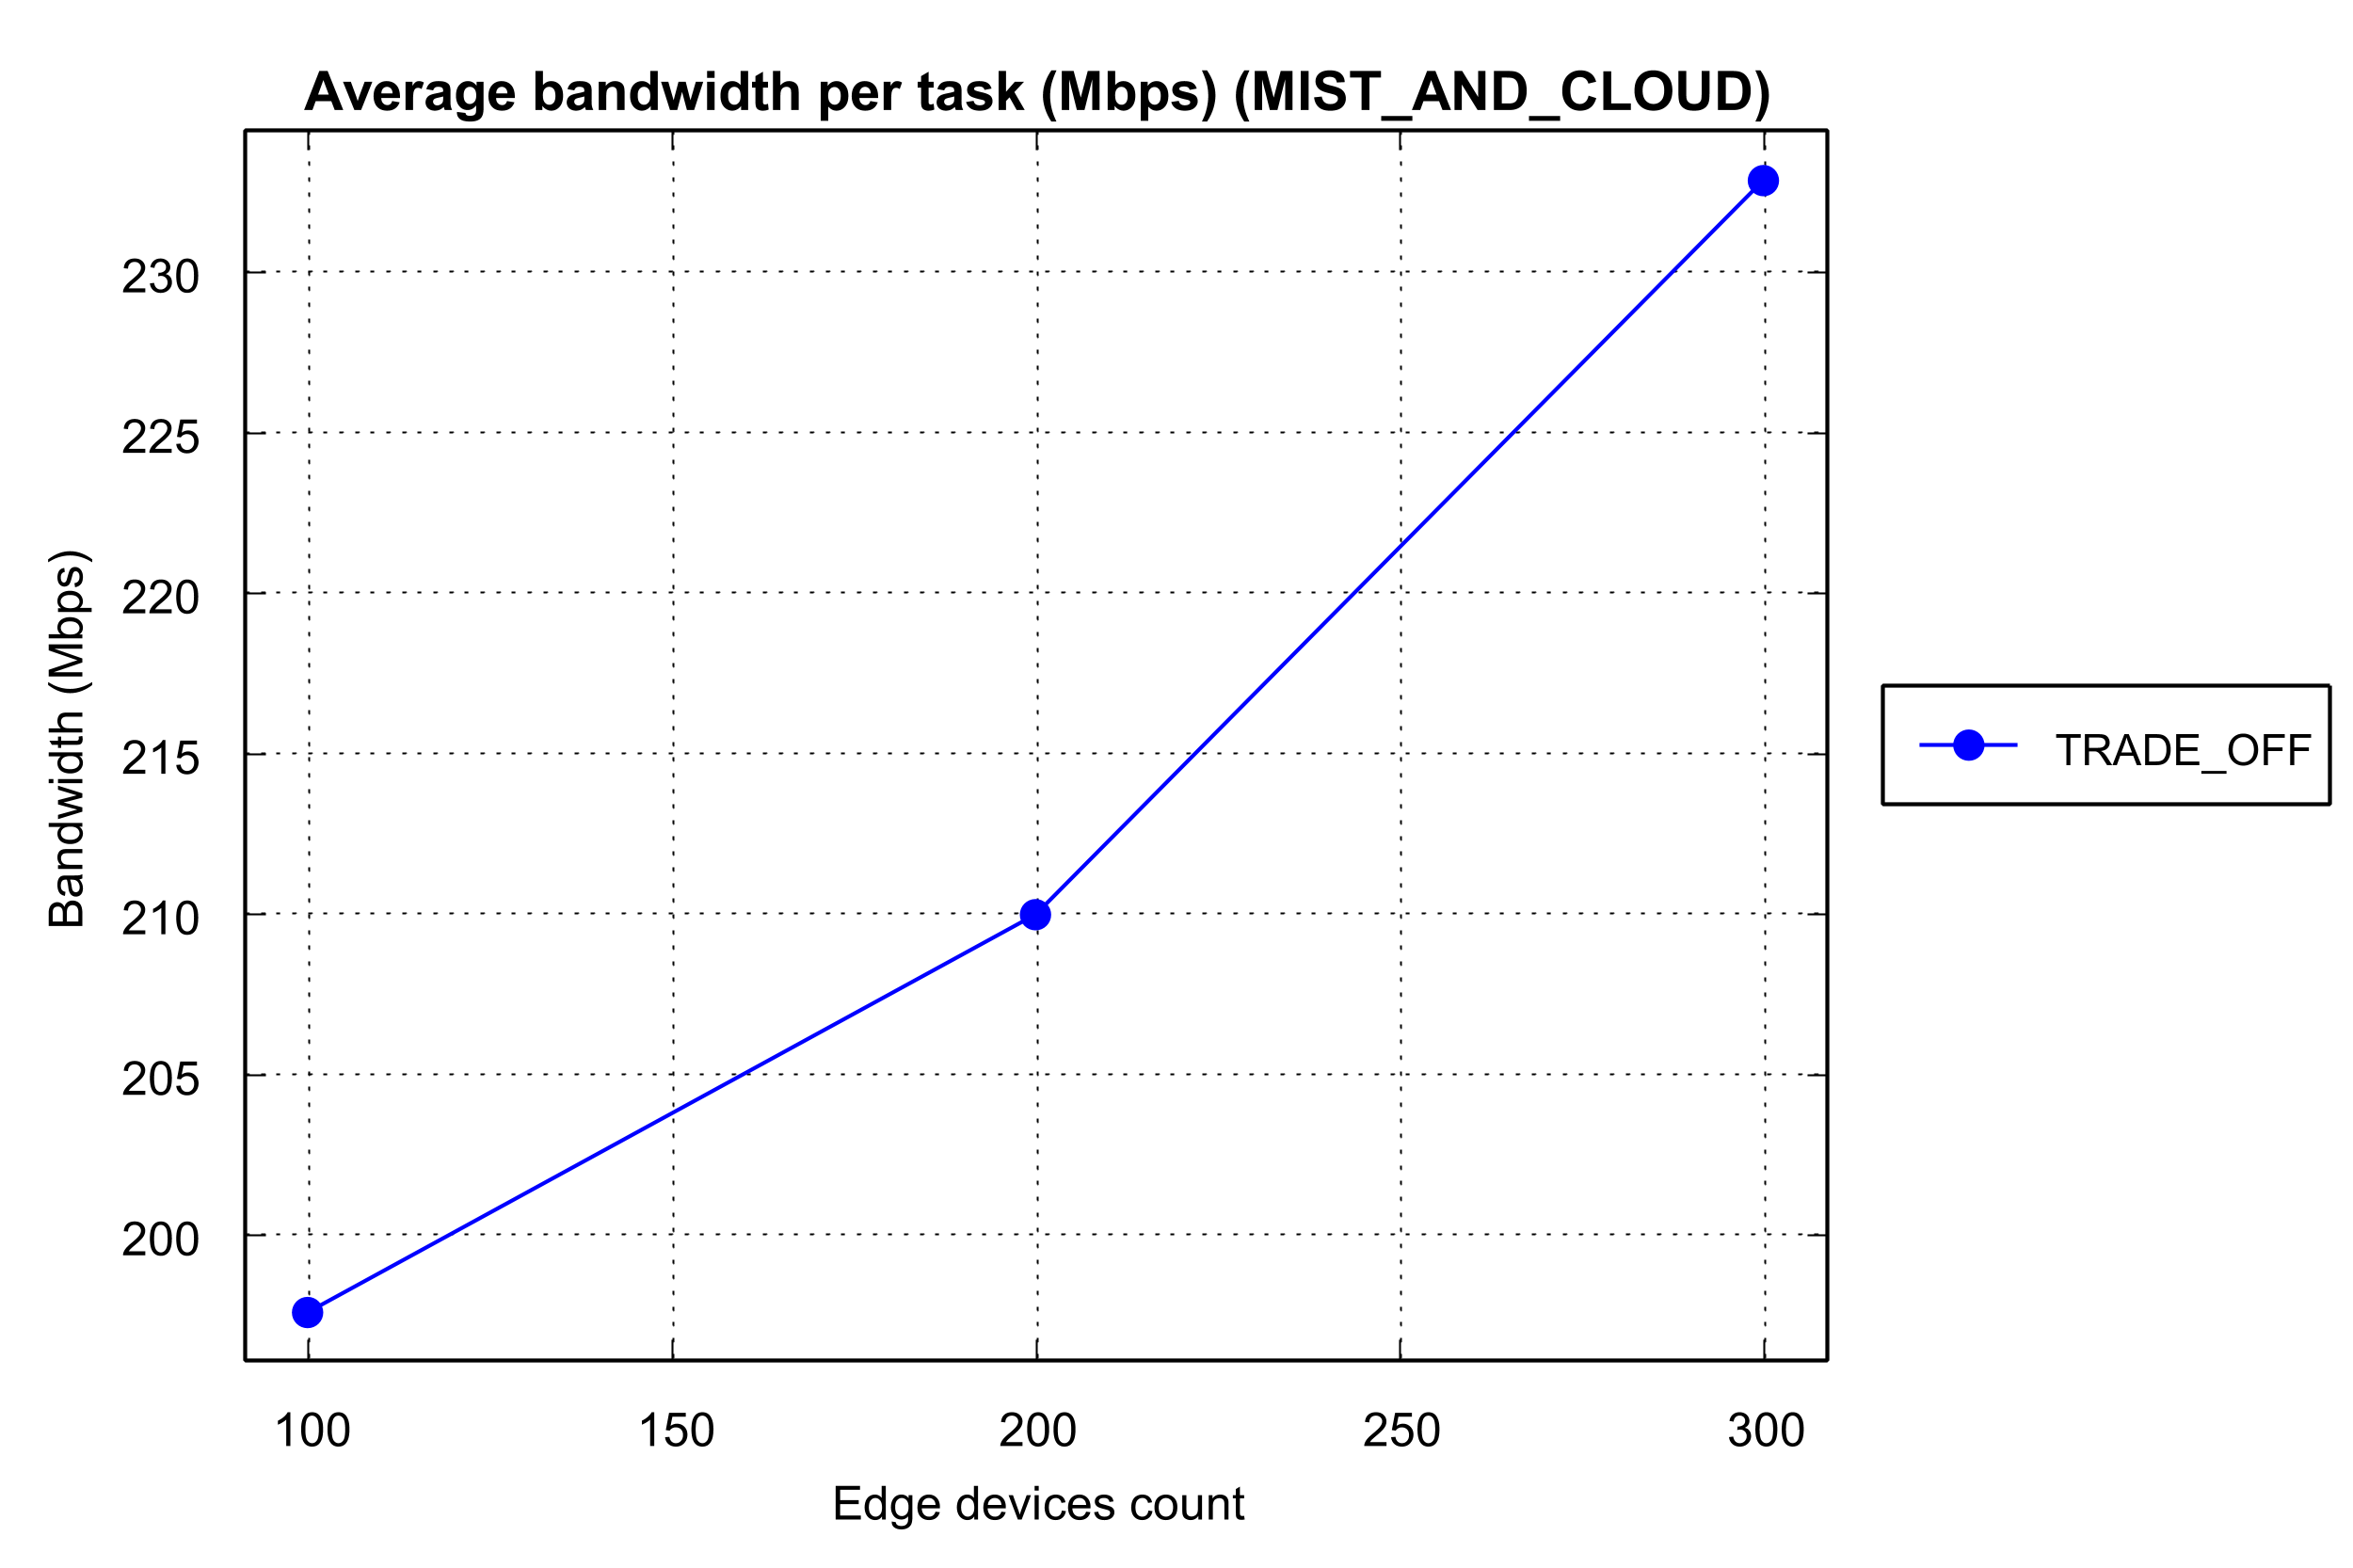 Average bandwidth per task (Mbps) (MIST_AND_CLOUD)
230
225
220
215
210
205
200
Bandwidth (Mbps)
100 150 200 250 300
Edge devices count
TRADE_OFF